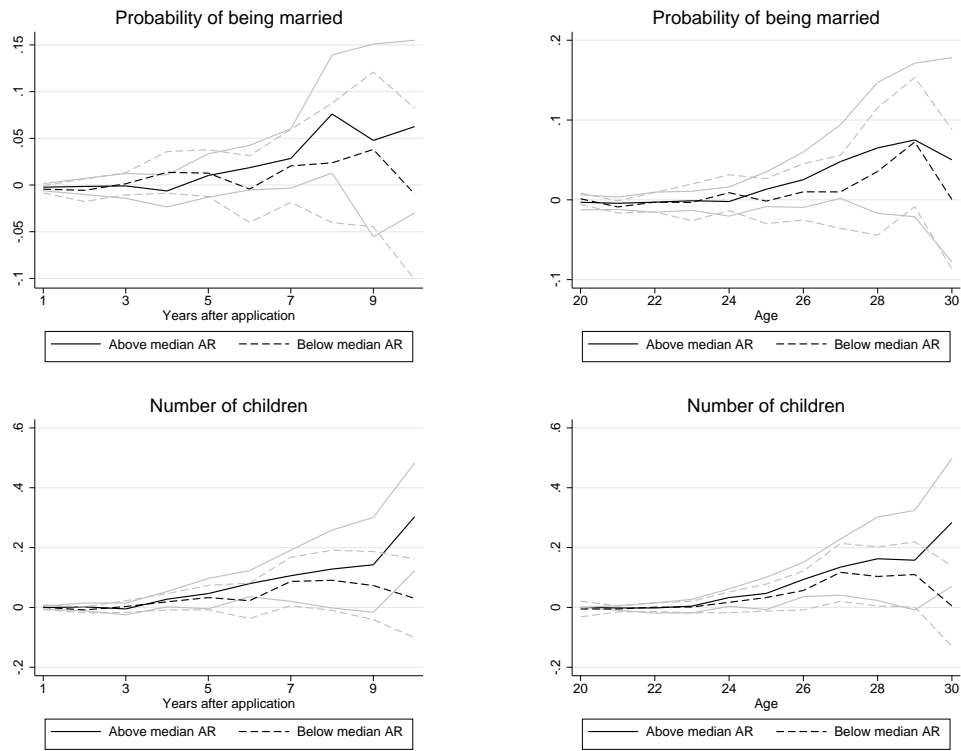 Probability of being married
.15
.1
.05
0
-.05
-.1
1 3 5 7 9
Years after application
Above median AR Below median AR
Probability of being married
.2
.1
0
-.1
20 22 24 26 28 30
Age
Above median AR Below median AR
Number of children
.6
.4
.2
0
-.2
1 3 5 7 9
Years after application
Above median AR Below median AR
Number of children
.6
.4
.2
0
-.2
20 22 24 26 28 30
Age
Above median AR Below median AR